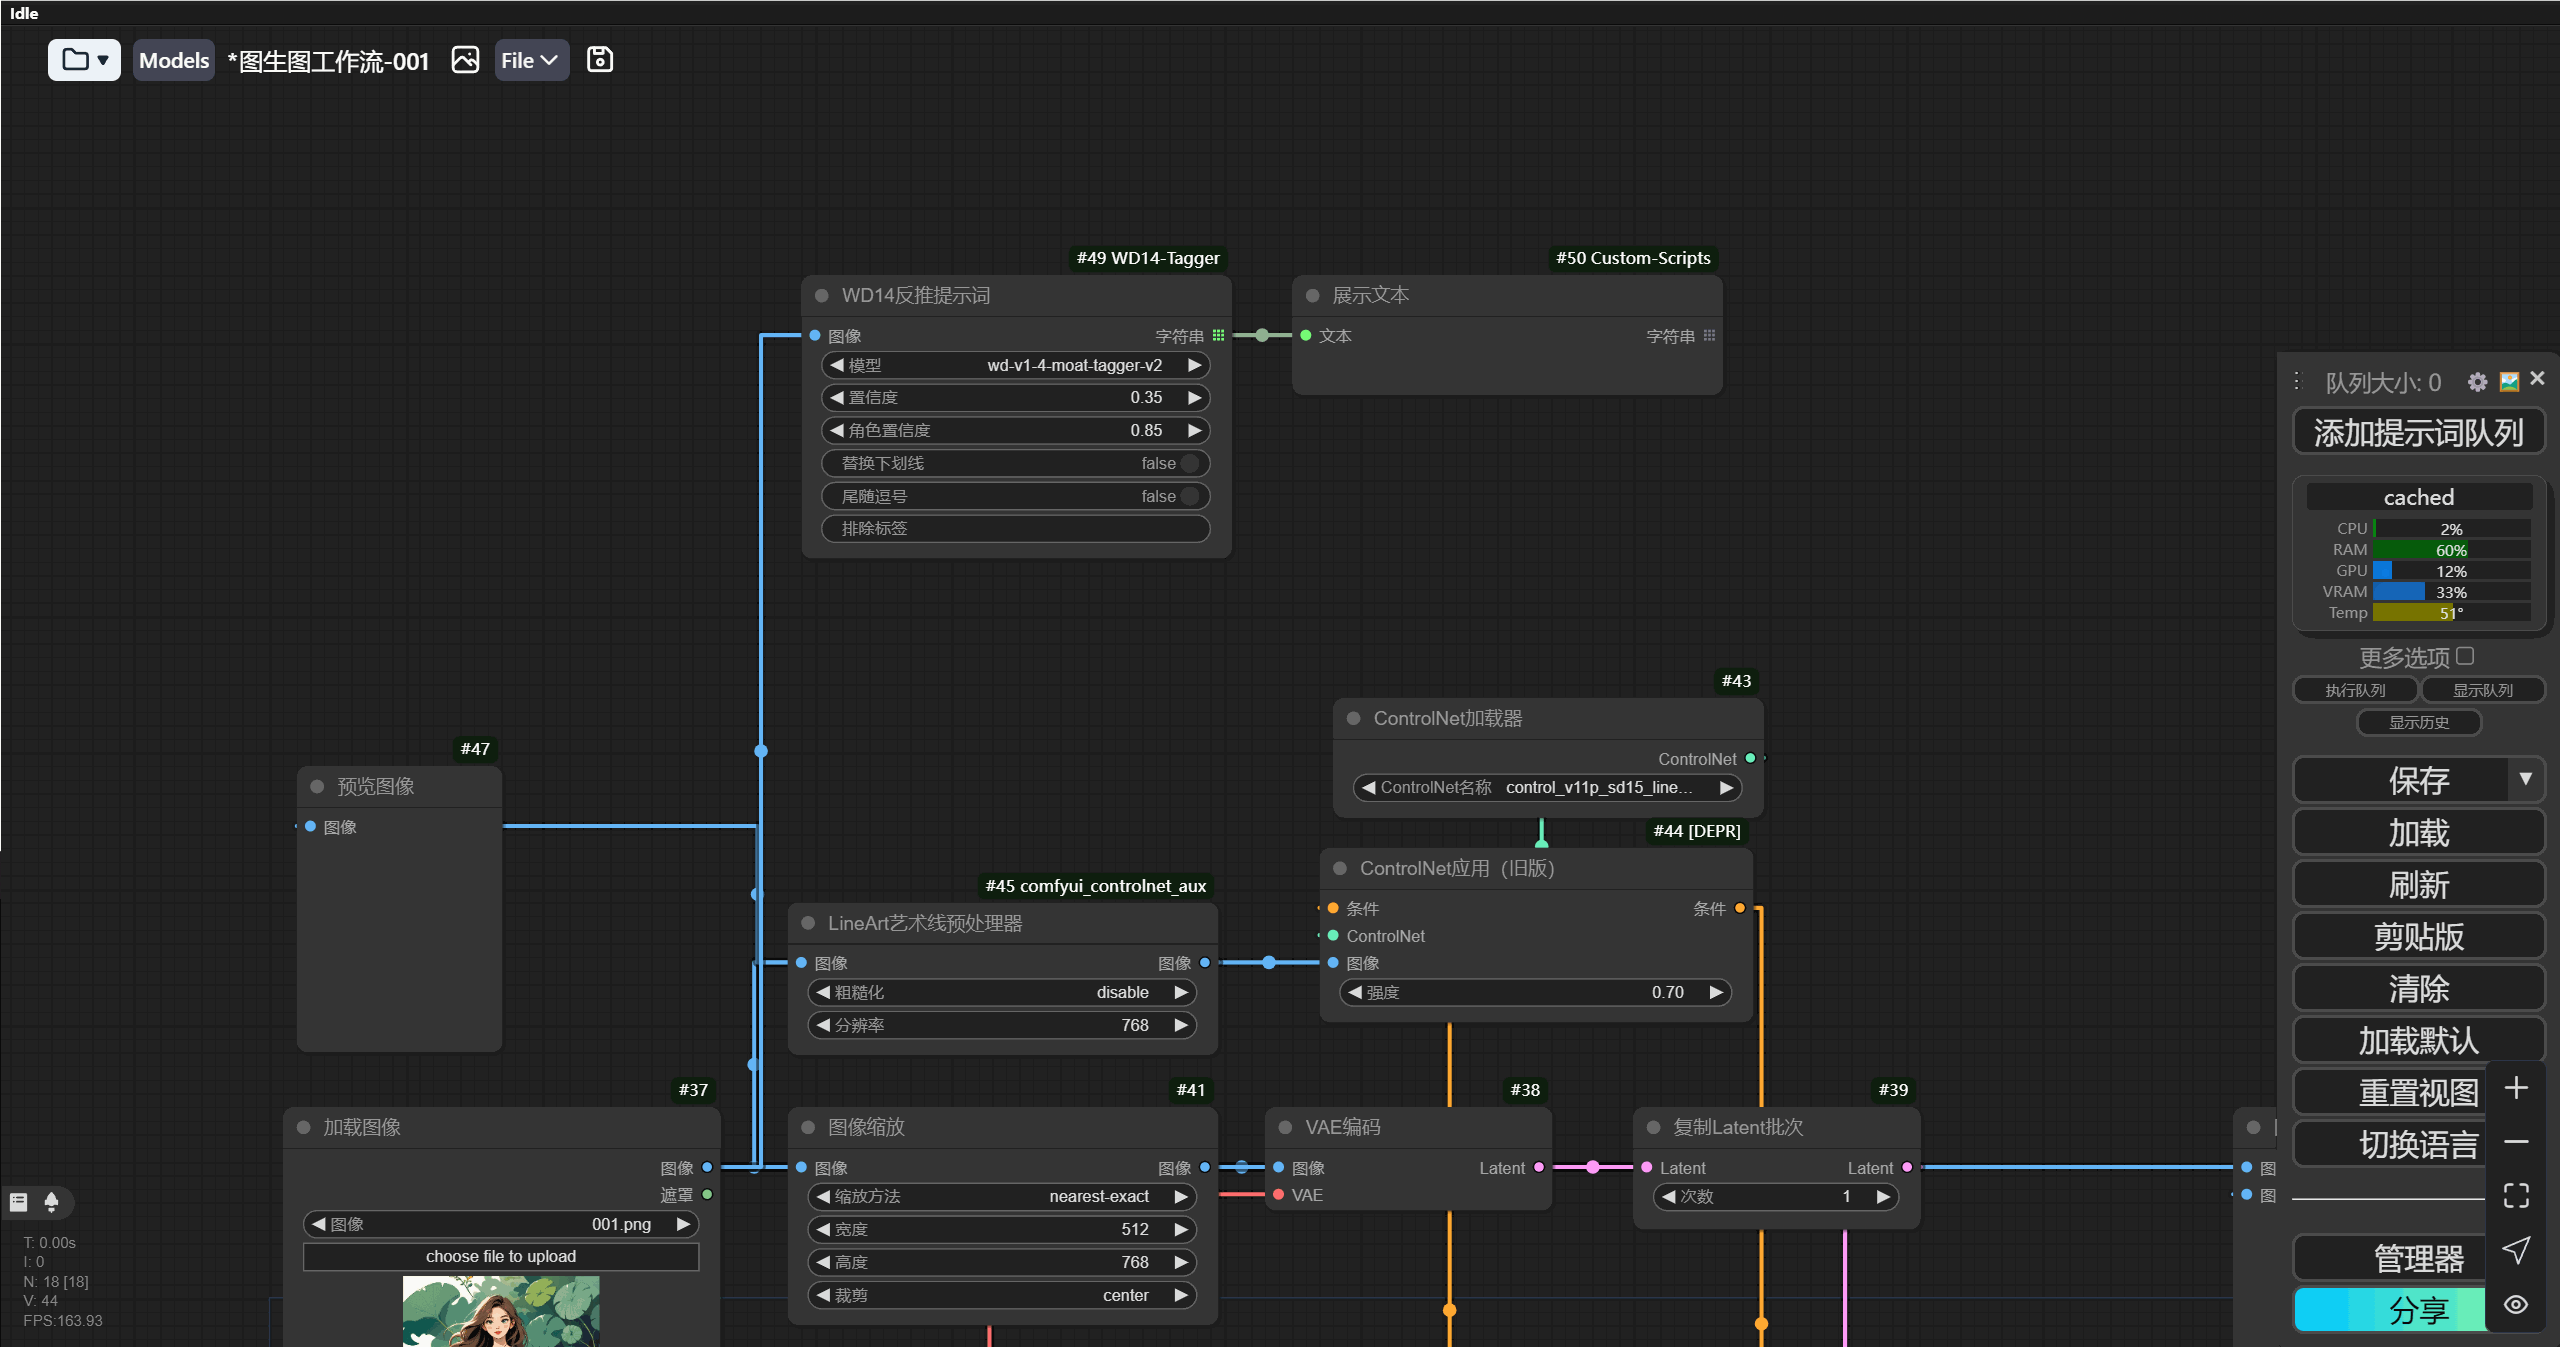 Idle
Models *图生图工作流-001 File
#49 WD14-Tagger
WD14反推提示词
图像 字符串
模型 wd-v1-4-moat-tagger-v2
置信度 0.35
角色置信度 0.85
替换下划线 false
尾随逗号 false
排除标签
#50 Custom-Scripts
展示文本
文本 字符串
#43
ControlNet加载器
ControlNet
ControlNet名称 control_v11p_sd15_line...
#47
预览图像
图像
#44 [DEPR]
ControlNet应用（旧版）
条件 条件
ControlNet
图像
强度 0.70
#45 comfyui_controlnet_aux
LineArt艺术线预处理器
图像 图像
粗糙化 disable
分辨率 768
#37
加载图像
图像
遮罩
图像 001.png
choose file to upload
#41
图像缩放
图像 图像
缩放方法 nearest-exact
宽度 512
高度 768
裁剪 center
#38
VAE编码
图像 Latent
VAE
#39
复制Latent批次
Latent Latent
次数 1
图
图
T: 0.00s
I: 0
N: 18 [18]
V: 44
FPS:163.93
队列大小: 0
添加提示词队列
cached
CPU 2%
RAM 60%
GPU 12%
VRAM 33%
Temp 51°
更多选项
执行队列 显示队列
显示历史
保存
加载
刷新
剪贴版
清除
加载默认
重置视图
切换语言
管理器
分享